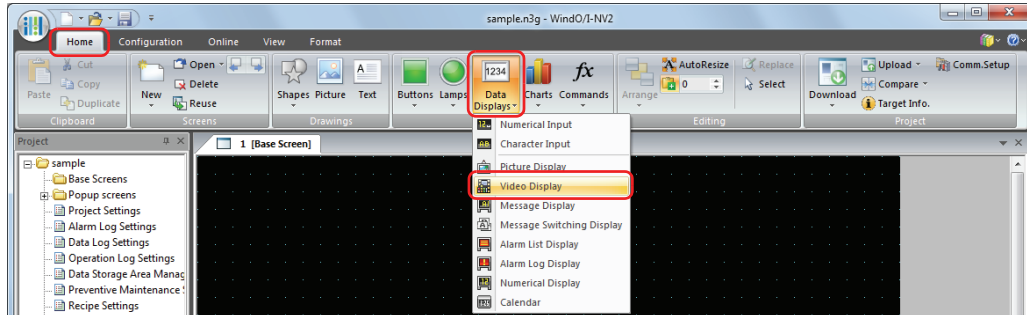 sample.n3g - WindO/I-NV2
Home Configuration Online View Format
Cut
Copy
Duplicate
Paste
Clipboard
New
Open
Delete
Reuse
Screens
Shapes Picture Text
A
Drawings
Buttons Lamps
1234
Data
Displays
Charts
fx
Commands
Arrange
AutoResize
0
Replace
Select
Editing
Download
Upload
Compare
Target Info.
Comm.Setup
Project
Project
sample
Base Screens
Popup screens
Project Settings
Alarm Log Settings
Data Log Settings
Operation Log Settings
Data Storage Area Manag
Preventive Maintenance
Recipe Settings
1 [Base Screen]
Numerical Input
Character Input
Picture Display
Video Display
Message Display
Message Switching Display
Alarm List Display
Alarm Log Display
Numerical Display
Calendar